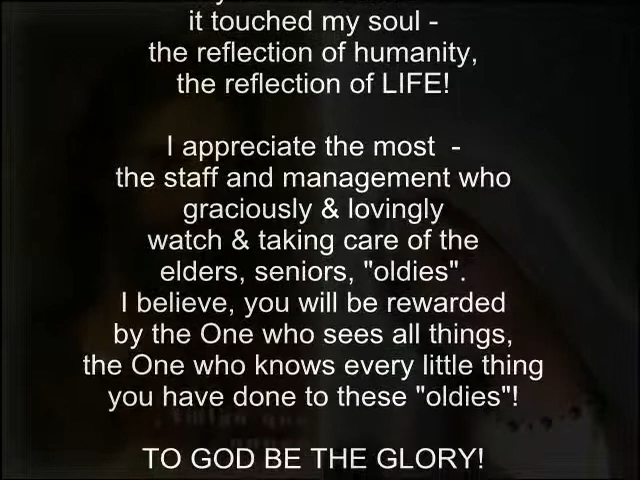 it touched my soul -
the reflection of humanity,
the reflection of LIFE!
I appreciate the most -
the staff and management who
graciously & lovingly
watch & taking care of the
elders, seniors, "oldies".
I believe, you will be rewarded
by the One who sees all things,
the One who knows every little thing
you have done to these "oldies"!
TO GOD BE THE GLORY!